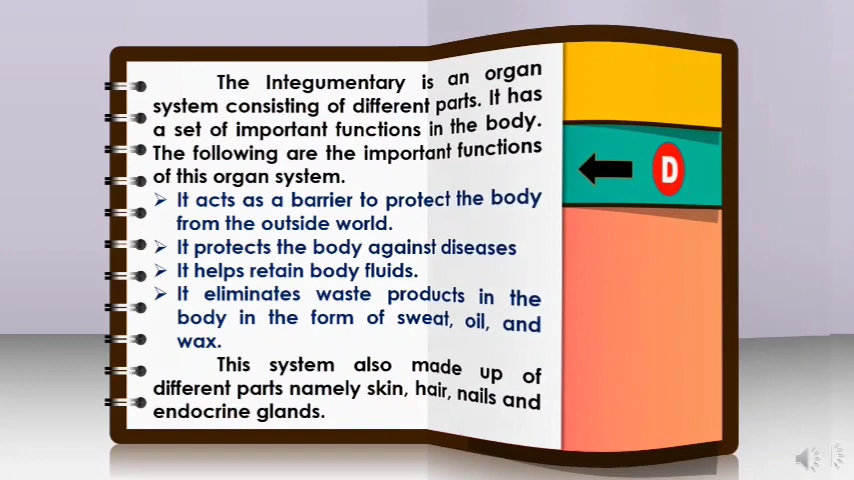 The Integumentary is an organ
system consisting of different parts. It has
a set of important functions in the body.
The following are the important functions
of this organ system.
➢ It acts as a barrier to protect the body
from the outside world.
➢ It protects the body against diseases
➢ It helps retain body fluids.
➢ It eliminates waste products in the
body in the form of sweat, oil, and
wax.
This system also made up of
different parts namely skin, hair, nails and
endocrine glands.
D